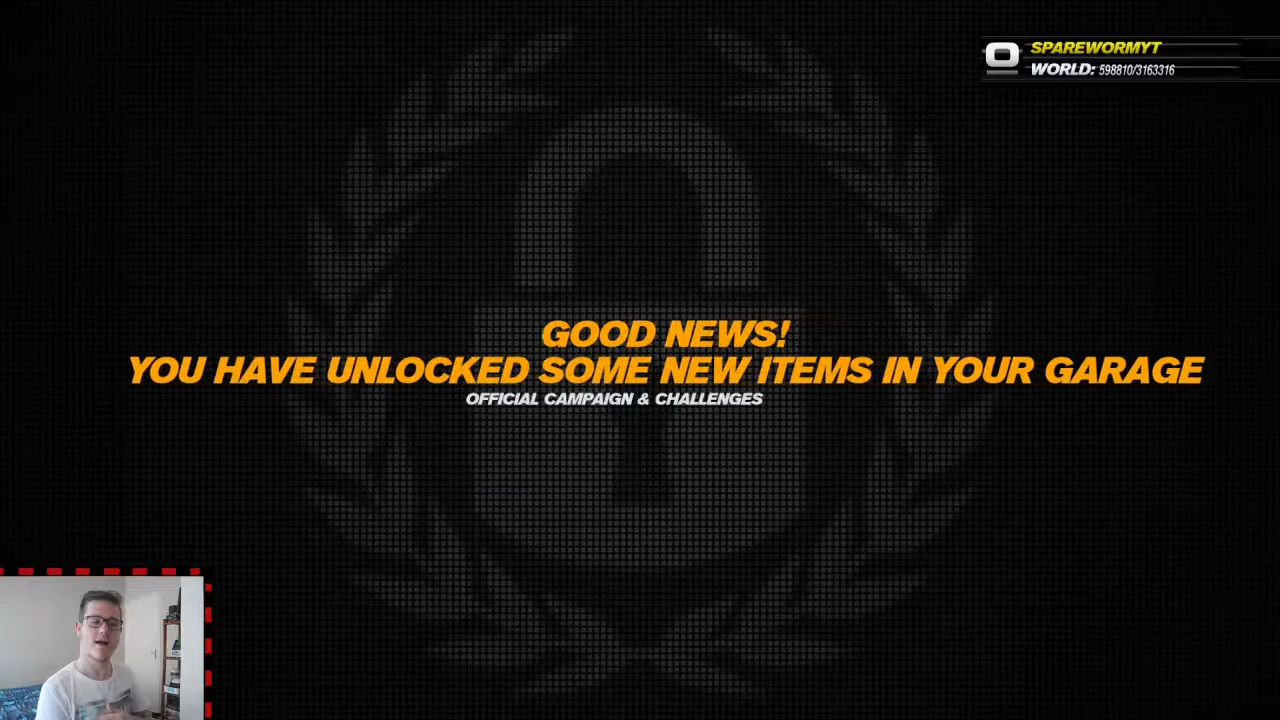 SPAREWORMYT
WORLD: 598810/3163316
GOOD NEWS!
YOU HAVE UNLOCKED SOME NEW ITEMS IN YOUR GARAGE
OFFICIAL CAMPAIGN & CHALLENGES